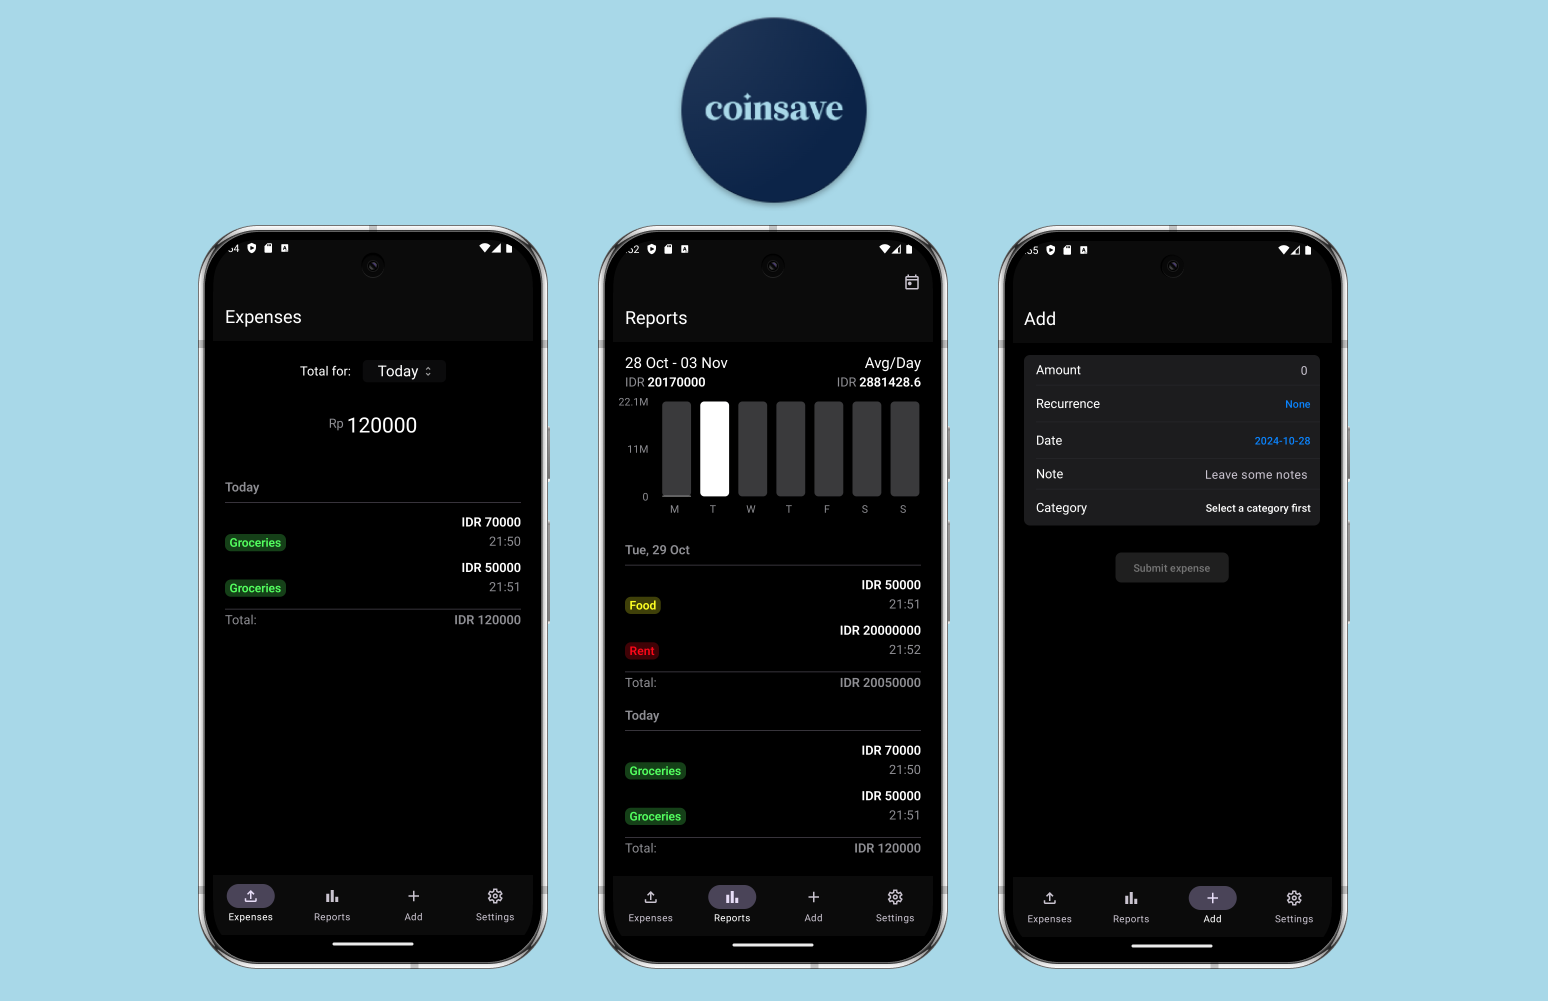 coinsave
Expenses
Total for: Today
Rp 120000
Today
IDR 70000
Groceries 21:50
IDR 50000
Groceries 21:51
Total: IDR 120000
Expenses Reports Add Settings
Reports
28 Oct - 03 Nov Avg/Day
IDR 20170000 IDR 2881428.6
22.1M
11M
0
M T W T F S S
Tue, 29 Oct
IDR 50000
Food 21:51
IDR 20000000
Rent 21:52
Total: IDR 20050000
Today
IDR 70000
Groceries 21:50
IDR 50000
Groceries 21:51
Total: IDR 120000
Expenses Reports Add Settings
Add
Amount 0
Recurrence None
Date 2024-10-28
Note Leave some notes
Category Select a category first
Submit expense
Expenses Reports Add Settings